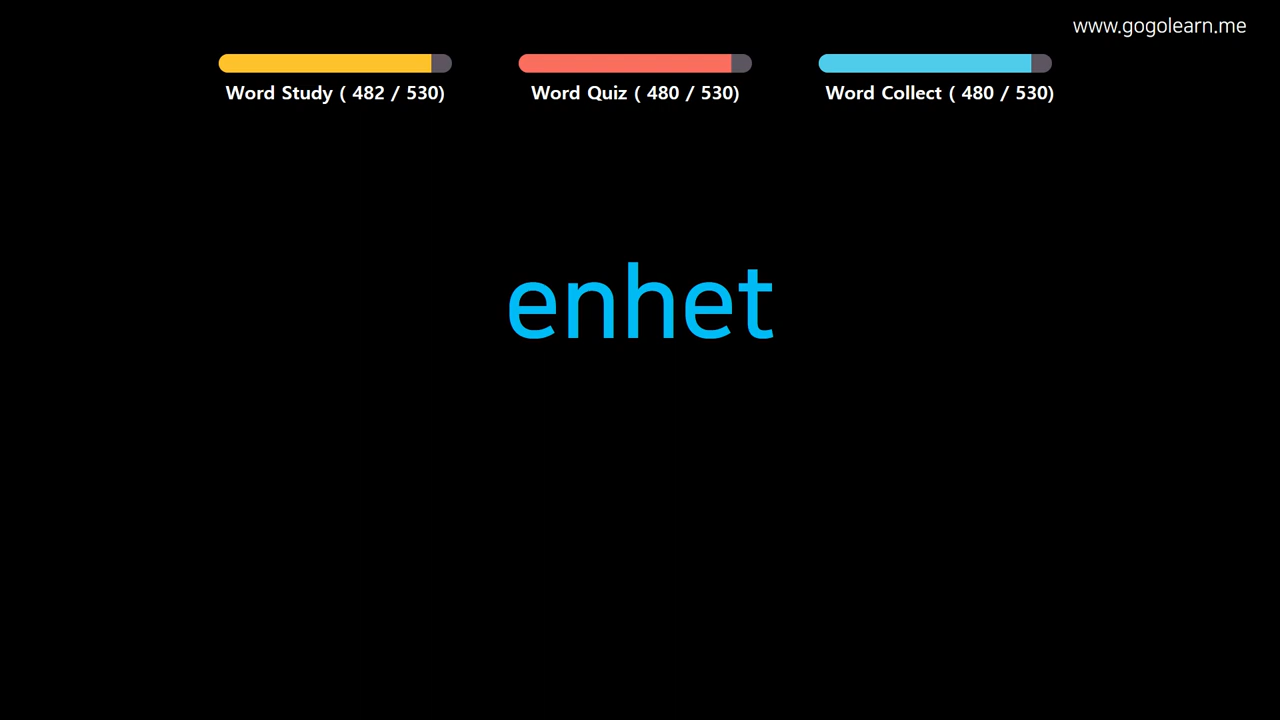 www.gogolearn.me
Word Study ( 482 / 530)
Word Quiz ( 480 / 530)
Word Collect ( 480 / 530)
enhet